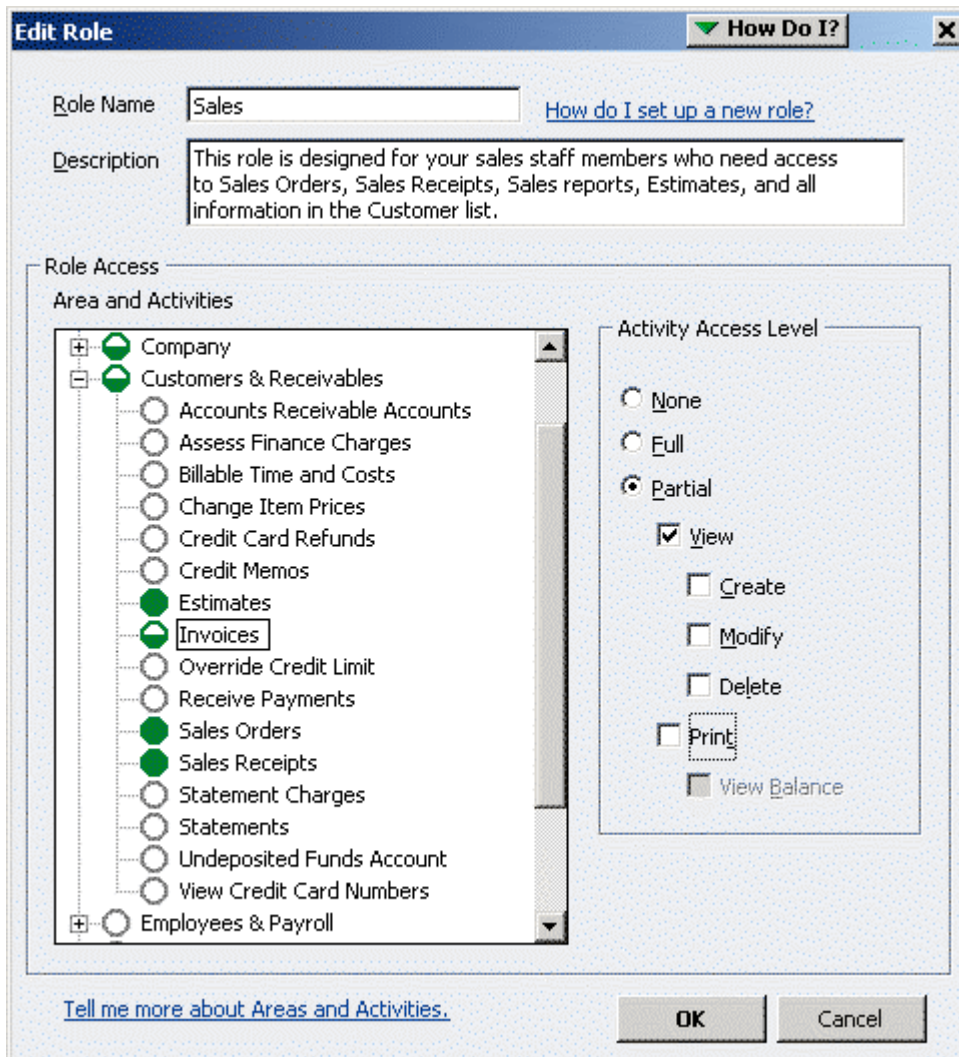 Edit Role
How Do I?
Role Name
Sales
How do I set up a new role?
Description
This role is designed for your sales staff members who need access
to Sales Orders, Sales Receipts, Sales reports, Estimates, and all
information in the Customer list.
Role Access
Area and Activities
Company
Customers & Receivables
Accounts Receivable Accounts
Assess Finance Charges
Billable Time and Costs
Change Item Prices
Credit Card Refunds
Credit Memos
Estimates
Invoices
Override Credit Limit
Receive Payments
Sales Orders
Sales Receipts
Statement Charges
Statements
Undeposited Funds Account
View Credit Card Numbers
Employees & Payroll
Activity Access Level
None
Full
Partial
View
Create
Modify
Delete
Print
View Balance
Tell me more about Areas and Activities.
OK
Cancel